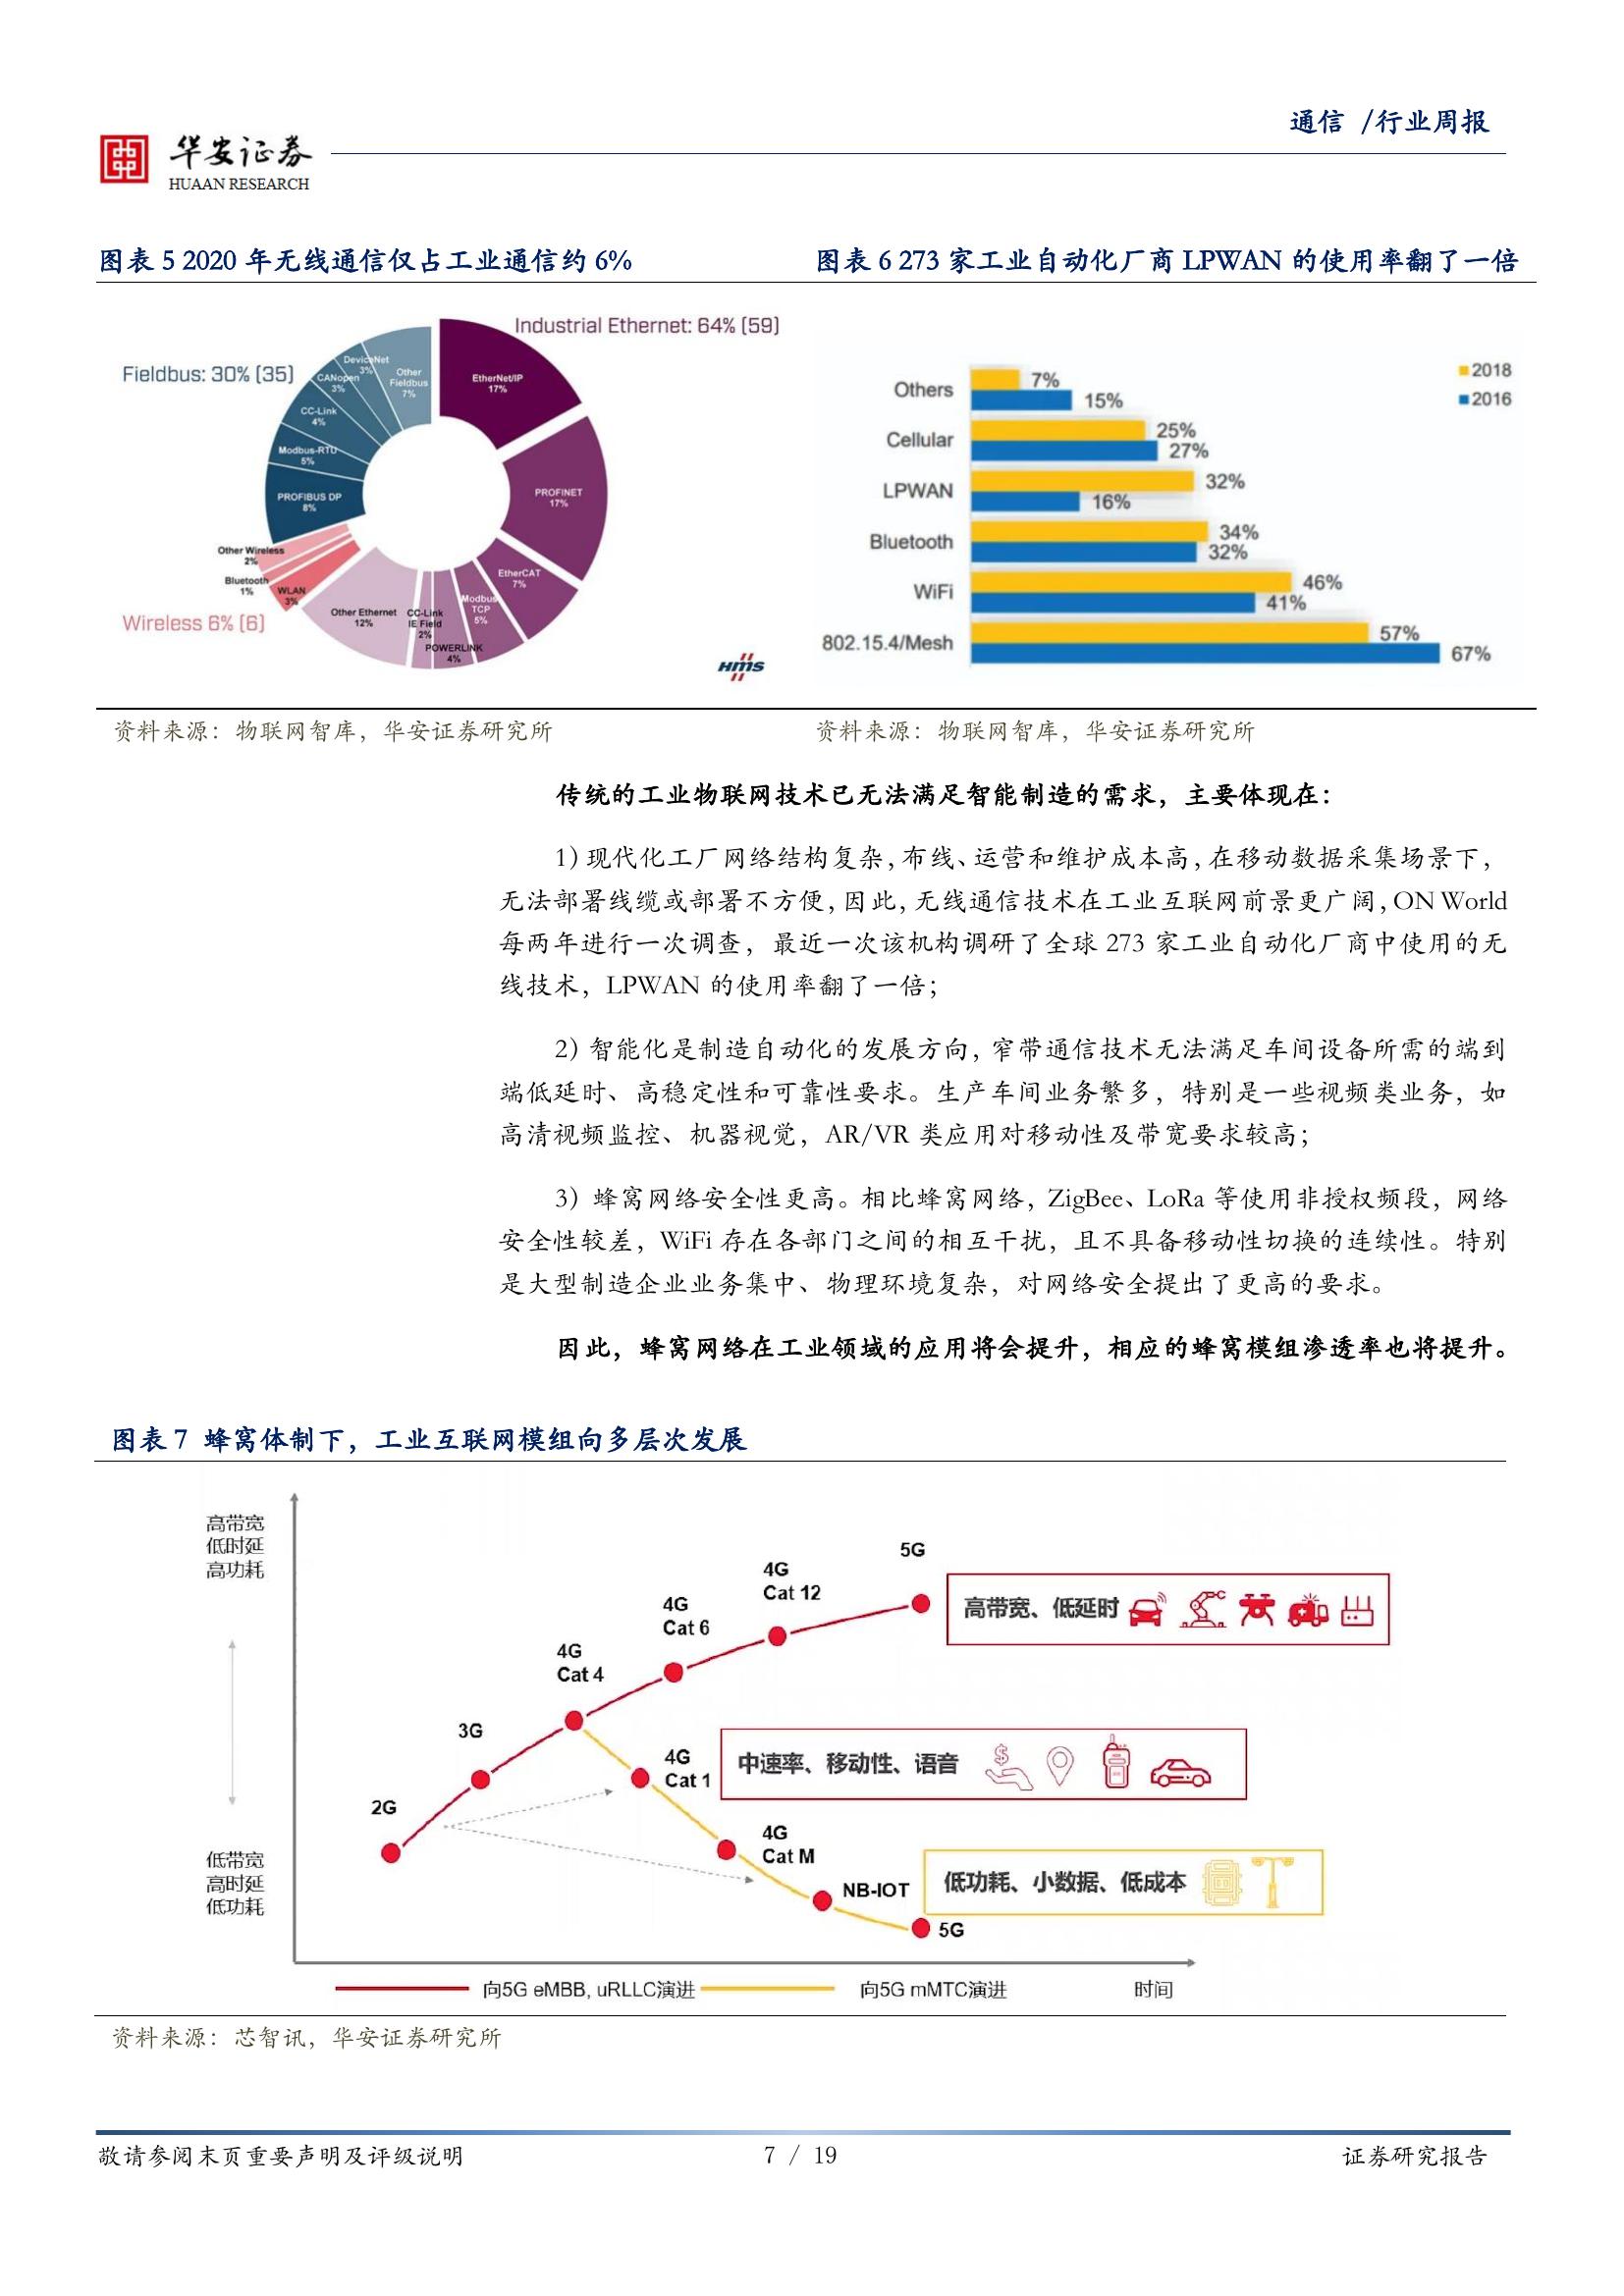 通信 /行业周报
华安证券
HUAAN RESEARCH
图表 5 2020 年无线通信仅占工业通信约 6%
Industrial Ethernet: 64% (59)
Fieldbus: 30% (35)
Wireless 6% (6)
EtherNet/IP
17%
PROFINET
17%
EtherCAT
7%
Modbus
TCP
5%
POWERLINK
4%
CC-Link
IE Field
2%
Other Ethernet
12%
WLAN
3%
Bluetooth
1%
Other Wireless
2%
PROFIBUS DP
8%
Modbus-RTU
5%
CC-Link
4%
CANopen
3%
DeviceNet
3%
Other
Fieldbus
7%
HMS
图表 6 273 家工业自动化厂商 LPWAN 的使用率翻了一倍
2018
2016
Others 7% 15%
Cellular 25% 27%
LPWAN 32% 16%
Bluetooth 34% 32%
WiFi 46% 41%
802.15.4/Mesh 57% 67%
资料来源：物联网智库，华安证券研究所
资料来源：物联网智库，华安证券研究所
传统的工业物联网技术已无法满足智能制造的需求，主要体现在：
1）现代化工厂网络结构复杂，布线、运营和维护成本高，在移动数据采集场景下，
无法部署线缆或部署不方便，因此，无线通信技术在工业互联网前景更广阔，ON World
每两年进行一次调查，最近一次该机构调研了全球 273 家工业自动化厂商中使用的无
线技术，LPWAN 的使用率翻了一倍；
2）智能化是制造自动化的发展方向，窄带通信技术无法满足车间设备所需的端到
端低延时、高稳定性和可靠性要求。生产车间业务繁多，特别是一些视频类业务，如
高清视频监控、机器视觉，AR/VR 类应用对移动性及带宽要求较高；
3）蜂窝网络安全性更高。相比蜂窝网络，ZigBee、LoRa 等使用非授权频段，网络
安全性较差，WiFi 存在各部门之间的相互干扰，且不具备移动性切换的连续性。特别
是大型制造企业业务集中、物理环境复杂，对网络安全提出了更高的要求。
因此，蜂窝网络在工业领域的应用将会提升，相应的蜂窝模组渗透率也将提升。
图表 7 蜂窝体制下，工业互联网模组向多层次发展
高带宽
低时延
高功耗
低带宽
高时延
低功耗
2G
3G
4G
Cat 4
4G
Cat 6
4G
Cat 12
5G
高带宽、低延时
4G
Cat 1
中速率、移动性、语音
4G
Cat M
NB-IOT
5G
低功耗、小数据、低成本
向5G eMBB, uRLLC演进
向5G mMTC演进
时间
资料来源：芯智讯，华安证券研究所
敬请参阅末页重要声明及评级说明
7 / 19
证券研究报告